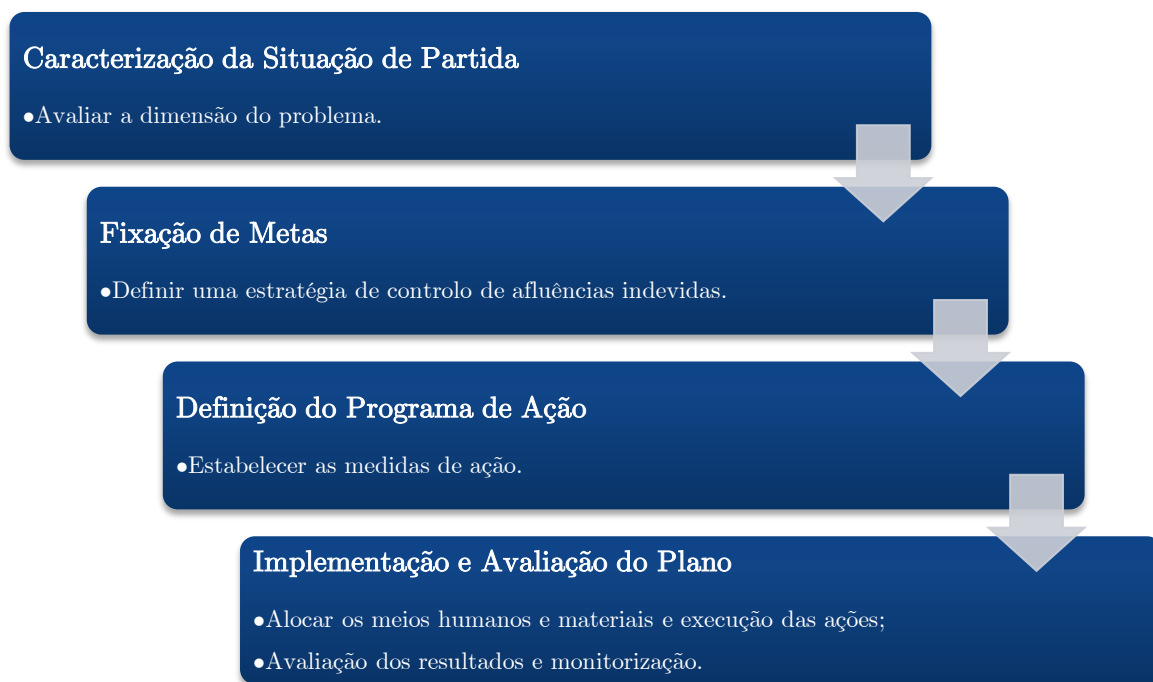 Caracterização da Situação de Partida
•Avaliar a dimensão do problema.
Fixação de Metas
•Definir uma estratégia de controlo de afluências indevidas.
Definição do Programa de Ação
•Estabelecer as medidas de ação.
Implementação e Avaliação do Plano
•Alocar os meios humanos e materiais e execução das ações;
•Avaliação dos resultados e monitorização.